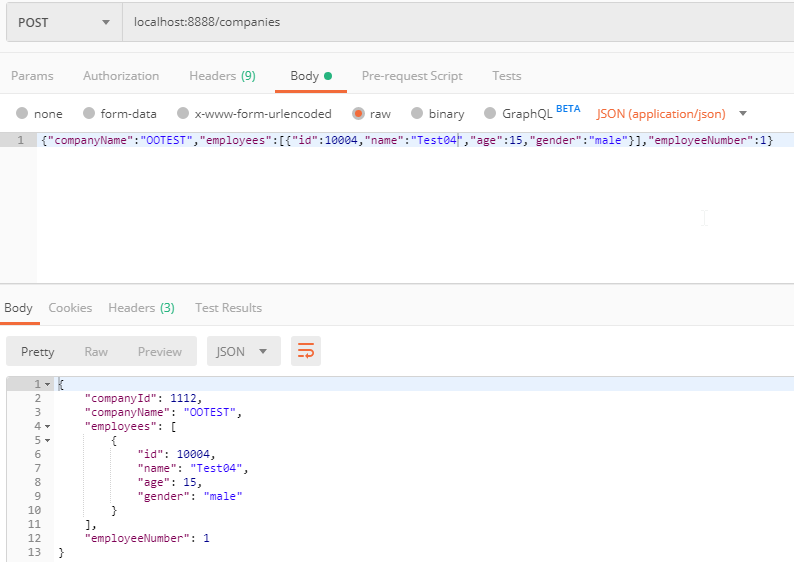 POST localhost:8888/companies
Params Authorization Headers (9) Body Pre-request Script Tests
none form-data x-www-form-urlencoded raw binary GraphQL BETA JSON (application/json)
1 {"companyName":"OOTEST","employees":[{"id":10004,"name":"Test04","age":15,"gender":"male"}],"employeeNumber":1}
Body Cookies Headers (3) Test Results
Pretty Raw Preview JSON
1 {
2 "companyId": 1112,
3 "companyName": "OOTEST",
4 "employees": [
5 {
6 "id": 10004,
7 "name": "Test04",
8 "age": 15,
9 "gender": "male"
10 }
11 ],
12 "employeeNumber": 1
13 }